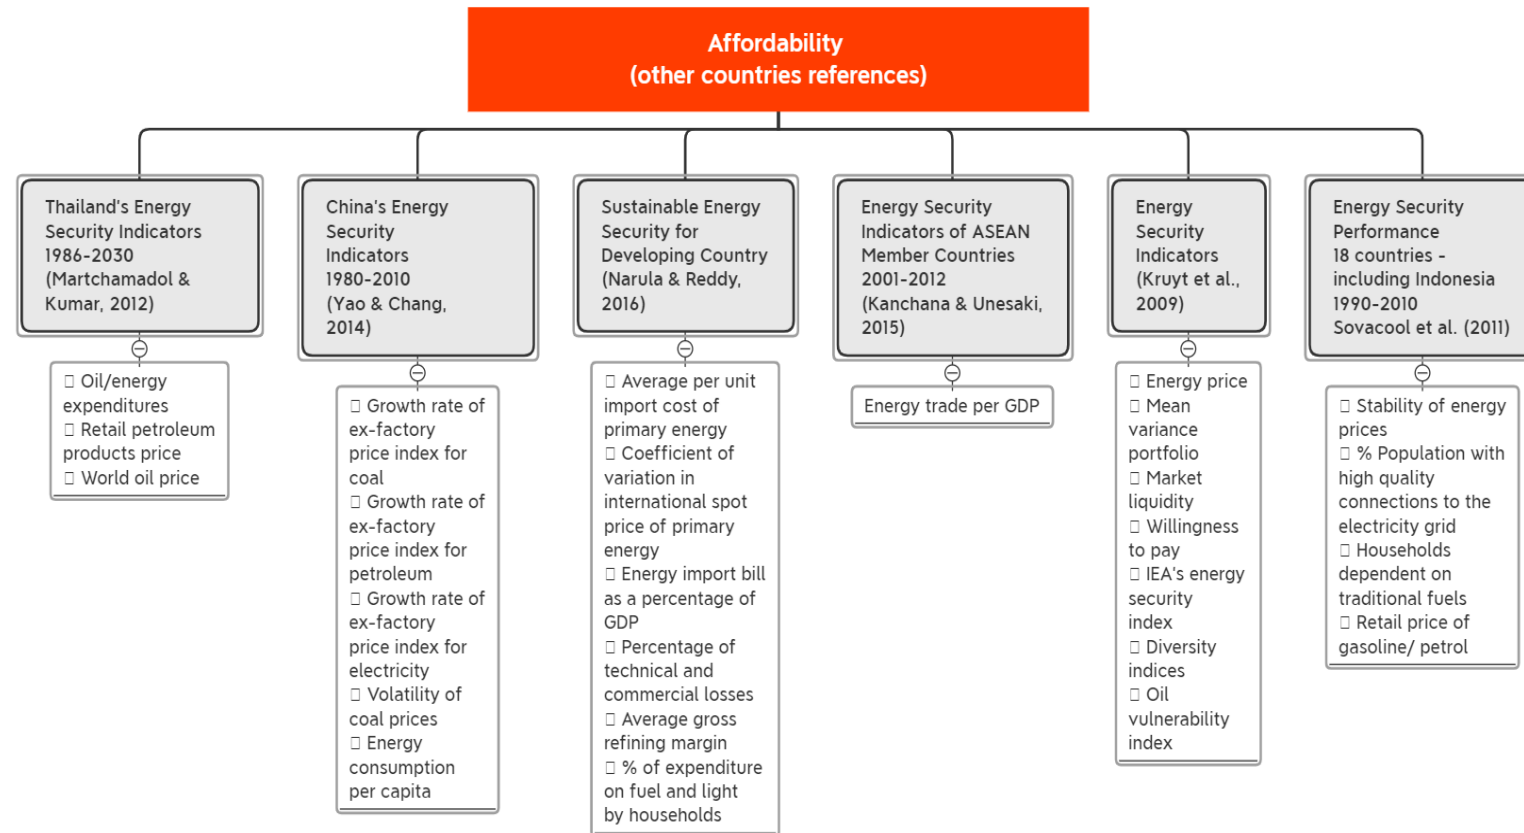 Affordability
(other countries references)
Thailand's Energy
Security Indicators
1986-2030
(Martchamadol &
Kumar, 2012)
▯ Oil/energy
expenditures
▯ Retail petroleum
products price
▯ World oil price
China's Energy
Security
Indicators
1980-2010
(Yao & Chang,
2014)
▯ Growth rate of
ex-factory
price index for
coal
▯ Growth rate of
ex-factory
price index for
petroleum
▯ Growth rate of
ex-factory
price index for
electricity
▯ Volatility of
coal prices
▯ Energy
consumption
per capita
Sustainable Energy
Security for
Developing Country
(Narula & Reddy,
2016)
▯ Average per unit
import cost of
primary energy
▯ Coefficient of
variation in
international spot
price of primary
energy
▯ Energy import bill
as a percentage of
GDP
▯ Percentage of
technical and
commercial losses
▯ Average gross
refining margin
▯ % of expenditure
on fuel and light
by households
Energy Security
Indicators of ASEAN
Member Countries
2001-2012
(Kanchana & Unesaki,
2015)
Energy trade per GDP
Energy
Security
Indicators
(Kruyt et al.,
2009)
▯ Energy price
▯ Mean
variance
portfolio
▯ Market
liquidity
▯ Willingness
to pay
▯ IEA's energy
security
index
▯ Diversity
indices
▯ Oil
vulnerability
index
Energy Security
Performance
18 countries -
including Indonesia
1990-2010
Sovacool et al. (2011)
▯ Stability of energy
prices
▯ % Population with
high quality
connections to the
electricity grid
▯ Households
dependent on
traditional fuels
▯ Retail price of
gasoline/ petrol